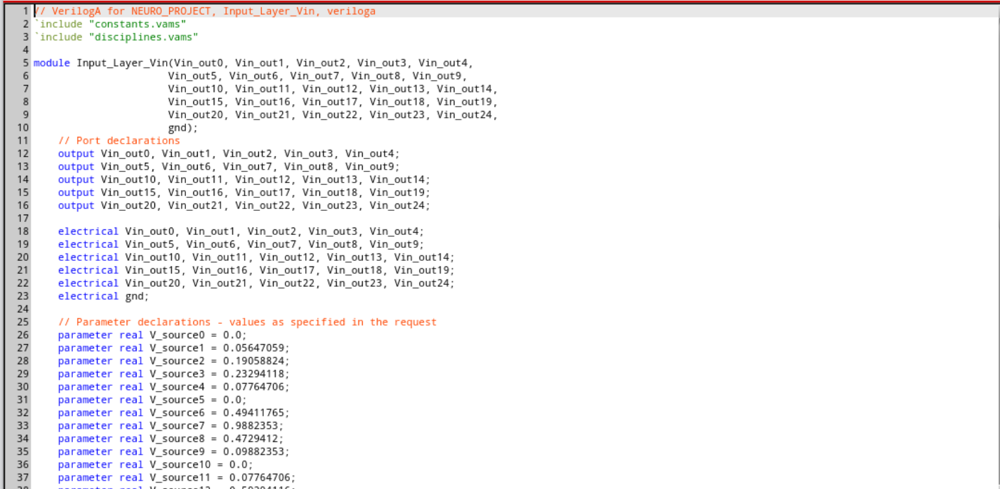 1 // VerilogA for NEURO_PROJECT, Input_Layer_Vin, veriloga
2 `include "constants.vams"
3 `include "disciplines.vams"
4
5 module Input_Layer_Vin(Vin_out0, Vin_out1, Vin_out2, Vin_out3, Vin_out4,
6 Vin_out5, Vin_out6, Vin_out7, Vin_out8, Vin_out9,
7 Vin_out10, Vin_out11, Vin_out12, Vin_out13, Vin_out14,
8 Vin_out15, Vin_out16, Vin_out17, Vin_out18, Vin_out19,
9 Vin_out20, Vin_out21, Vin_out22, Vin_out23, Vin_out24,
10 gnd);
11 // Port declarations
12 output Vin_out0, Vin_out1, Vin_out2, Vin_out3, Vin_out4;
13 output Vin_out5, Vin_out6, Vin_out7, Vin_out8, Vin_out9;
14 output Vin_out10, Vin_out11, Vin_out12, Vin_out13, Vin_out14;
15 output Vin_out15, Vin_out16, Vin_out17, Vin_out18, Vin_out19;
16 output Vin_out20, Vin_out21, Vin_out22, Vin_out23, Vin_out24;
17
18 electrical Vin_out0, Vin_out1, Vin_out2, Vin_out3, Vin_out4;
19 electrical Vin_out5, Vin_out6, Vin_out7, Vin_out8, Vin_out9;
20 electrical Vin_out10, Vin_out11, Vin_out12, Vin_out13, Vin_out14;
21 electrical Vin_out15, Vin_out16, Vin_out17, Vin_out18, Vin_out19;
22 electrical Vin_out20, Vin_out21, Vin_out22, Vin_out23, Vin_out24;
23 electrical gnd;
24
25 // Parameter declarations - values as specified in the request
26 parameter real V_source0 = 0.0;
27 parameter real V_source1 = 0.05647059;
28 parameter real V_source2 = 0.19058824;
29 parameter real V_source3 = 0.23294118;
30 parameter real V_source4 = 0.07764706;
31 parameter real V_source5 = 0.0;
32 parameter real V_source6 = 0.49411765;
33 parameter real V_source7 = 0.9882353;
34 parameter real V_source8 = 0.4729412;
35 parameter real V_source9 = 0.09882353;
36 parameter real V_source10 = 0.0;
37 parameter real V_source11 = 0.07764706;
38 parameter real